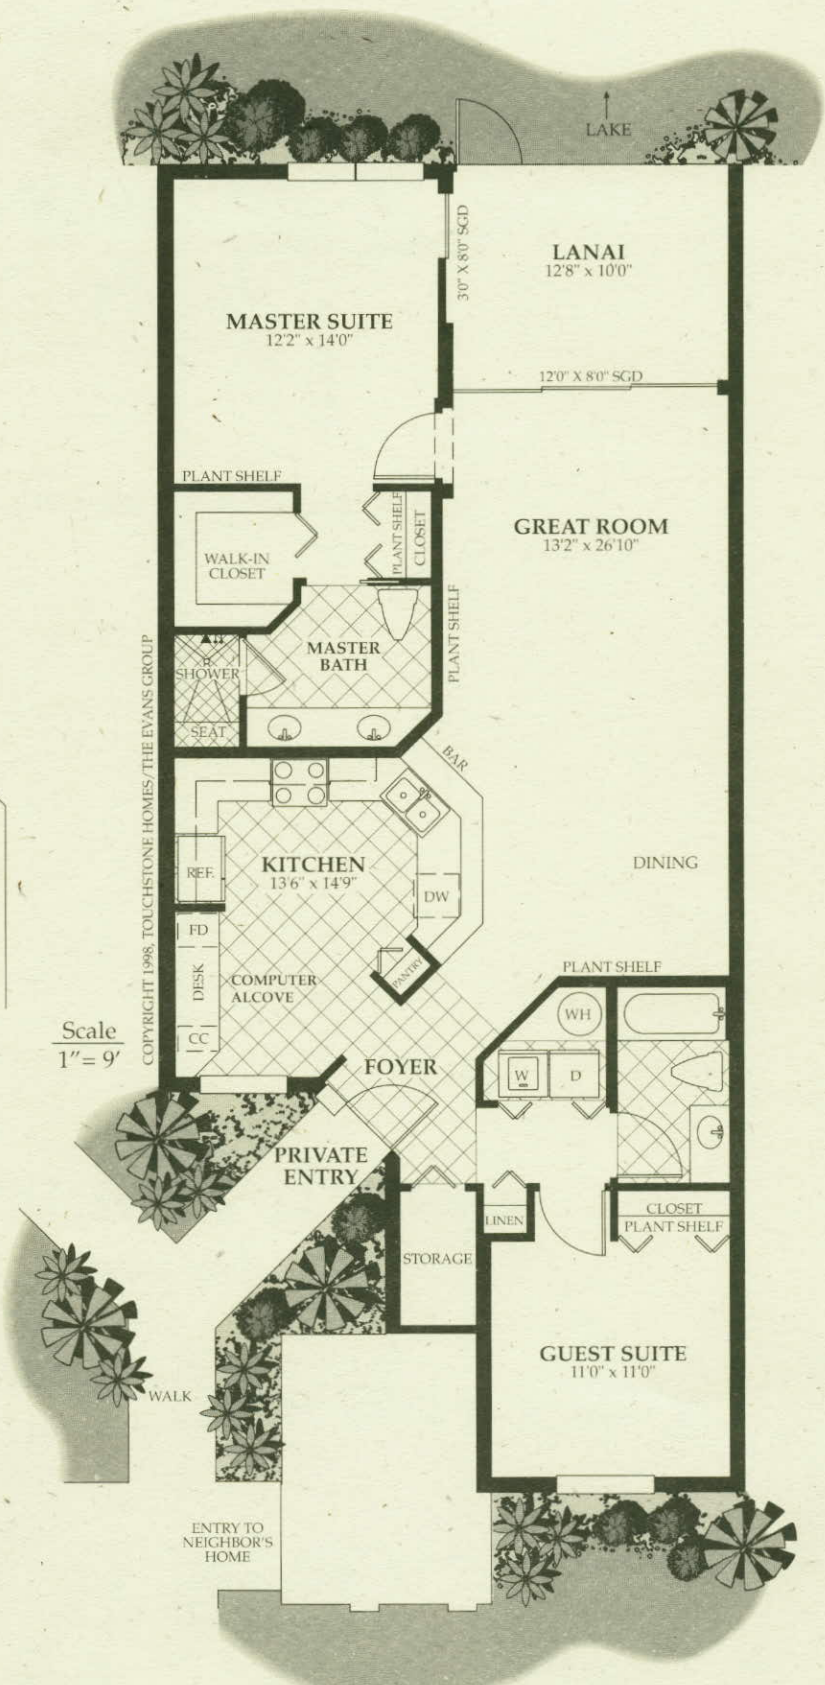 LAKE
LANAI
12'8" x 10'0"
3'0" X 8'0" SGD
MASTER SUITE
12'2" x 14'0"
12'0" X 8'0" SGD
PLANT SHELF
GREAT ROOM
13'2" x 26'10"
WALK-IN
CLOSET
PLANT SHELF
CLOSET
PLANT SHELF
MASTER
BATH
SHOWER
SEAT
BAR
COPYRIGHT 1998, TOUCHSTONE HOMES/THE EVANS GROUP
KITCHEN
13'6" x 14'9"
REF.
DW
DINING
FD
DESK
CC
COMPUTER
ALCOVE
PANTRY
PLANT SHELF
WH
W
D
Scale
1"= 9'
FOYER
PRIVATE
ENTRY
LINEN
CLOSET
PLANT SHELF
STORAGE
GUEST SUITE
11'0" x 11'0"
WALK
ENTRY TO
NEIGHBOR'S
HOME